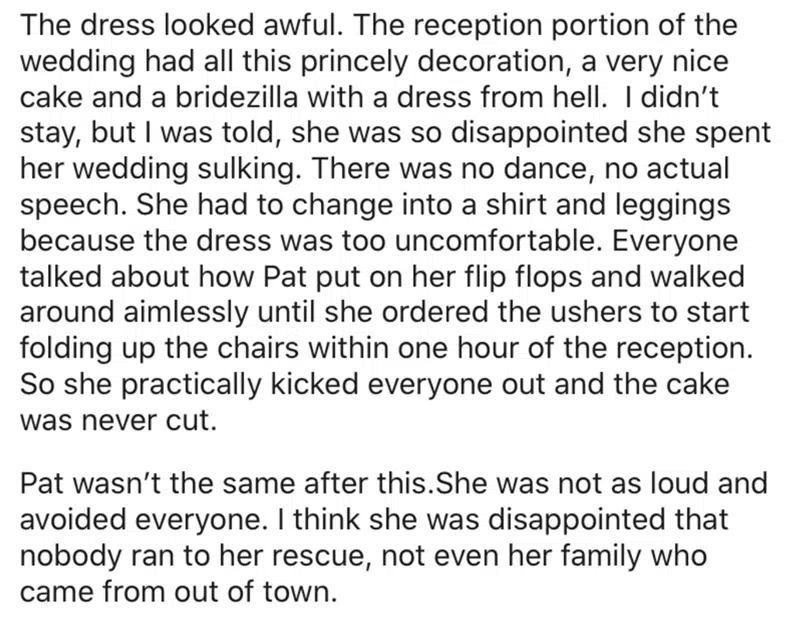 The dress looked awful. The reception portion of the
wedding had all this princely decoration, a very nice
cake and a bridezilla with a dress from hell.  I didn’t
stay, but I was told, she was so disappointed she spent
her wedding sulking. There was no dance, no actual
speech. She had to change into a shirt and leggings
because the dress was too uncomfortable. Everyone
talked about how Pat put on her flip flops and walked
around aimlessly until she ordered the ushers to start
folding up the chairs within one hour of the reception.
So she practically kicked everyone out and the cake
was never cut.
Pat wasn’t the same after this.She was not as loud and
avoided everyone. I think she was disappointed that
nobody ran to her rescue, not even her family who
came from out of town.